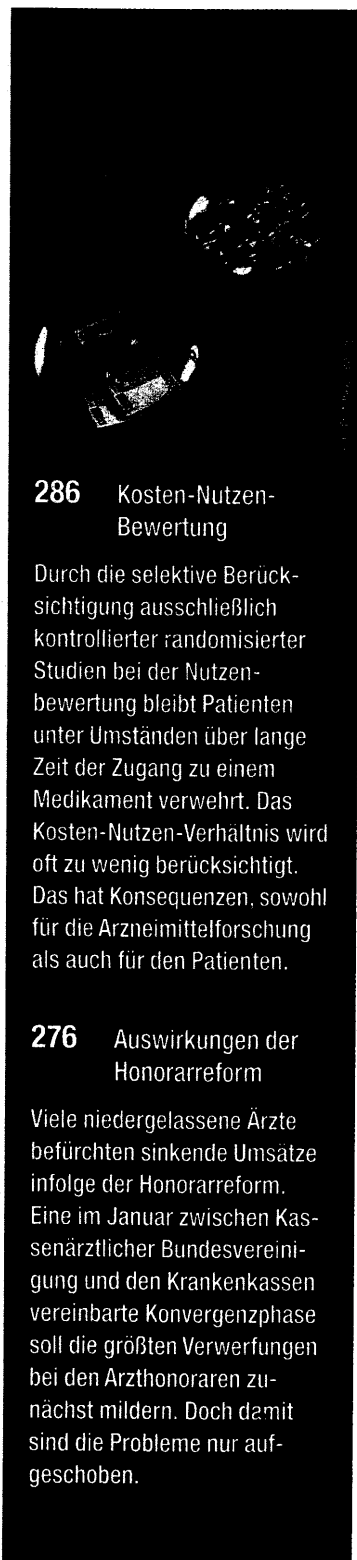 286 Kosten-Nutzen-
Bewertung
Durch die selektive Berück-
sichtigung ausschließlich
kontrollierter randomisierter
Studien bei der Nutzen-
bewertung bleibt Patienten
unter Umständen über lange
Zeit der Zugang zu einem
Medikament verwehrt. Das
Kosten-Nutzen-Verhältnis wird
oft zu wenig berücksichtigt.
Das hat Konsequenzen, sowohl
für die Arzneimittelforschung
als auch für den Patienten.
276 Auswirkungen der
Honorarreform
Viele niedergelassene Ärzte
befürchten sinkende Umsätze
infolge der Honorarreform.
Eine im Januar zwischen Kas-
senärztlicher Bundesvereini-
gung und den Krankenkassen
vereinbarte Konvergenzphase
soll die größten Verwerfungen
bei den Arzthonoraren zu-
nächst mildern. Doch damit
sind die Probleme nur auf-
geschoben.